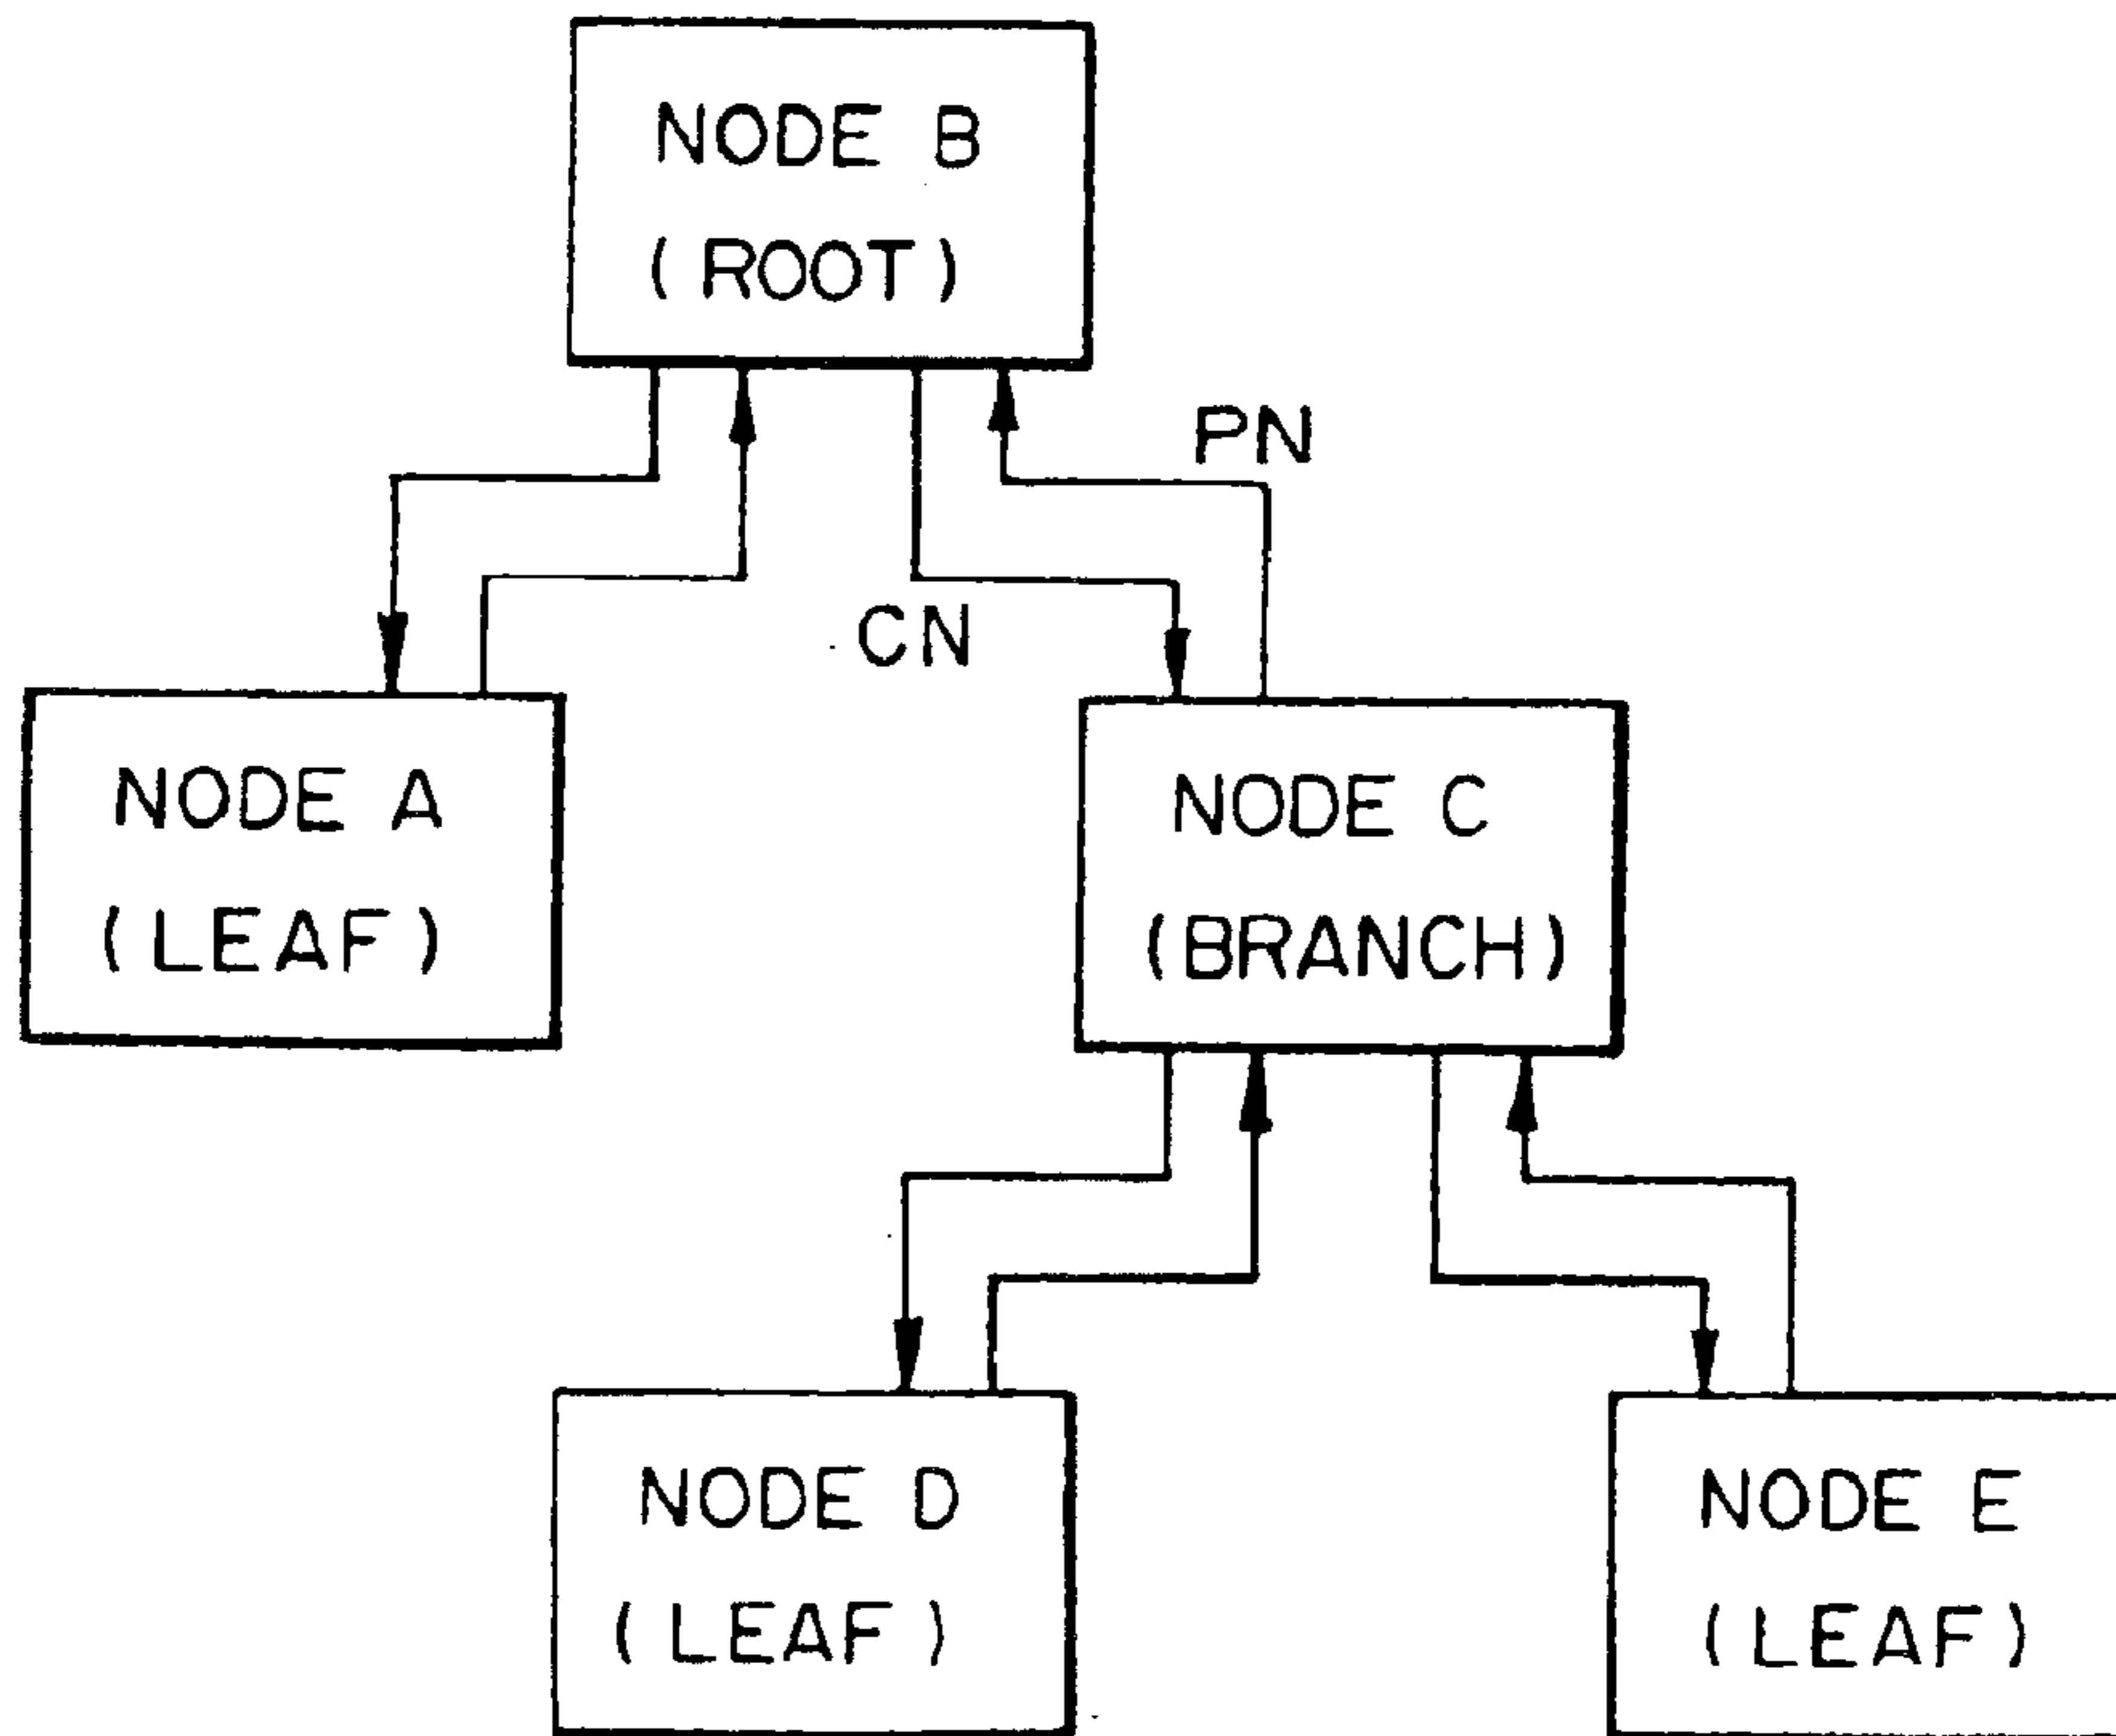 NODE B
(ROOT)
PN
CN
NODE A
(LEAF)
NODE C
(BRANCH)
NODE D
(LEAF)
NODE E
(LEAF)